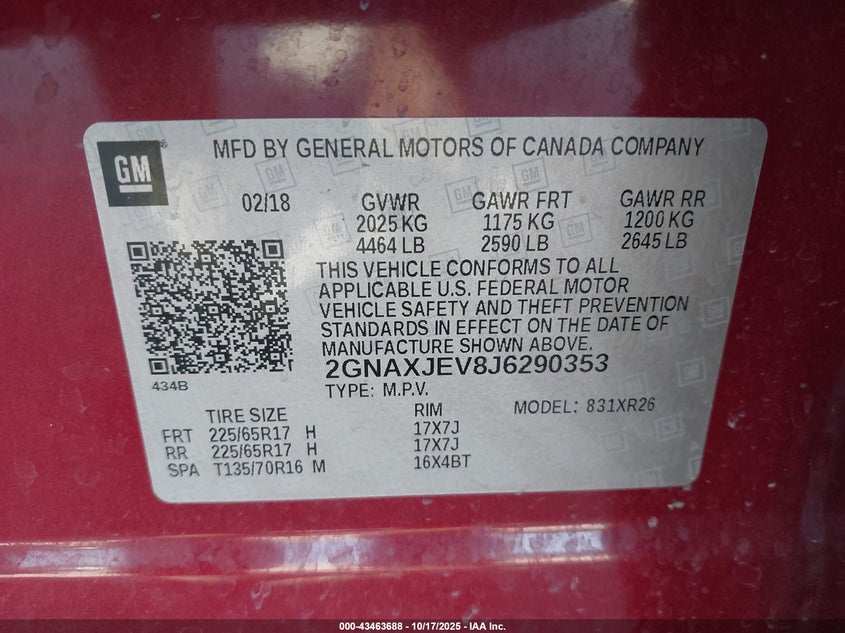 GM
MFD BY GENERAL MOTORS OF CANADA COMPANY
02/18 GVWR GAWR FRT GAWR RR
2025 KG 1175 KG 1200 KG
4464 LB 2590 LB 2645 LB
THIS VEHICLE CONFORMS TO ALL
APPLICABLE U.S. FEDERAL MOTOR
VEHICLE SAFETY AND THEFT PREVENTION
STANDARDS IN EFFECT ON THE DATE OF
MANUFACTURE SHOWN ABOVE.
434B
2GNAXJEV8J6290353
TYPE: M.P.V.
TIRE SIZE RIM MODEL: 831XR26
FRT 225/65R17 H 17X7J
RR 225/65R17 H 17X7J
SPA T135/70R16 M 16X4BT
000-43463688 - 10/17/2025 - IAA Inc.